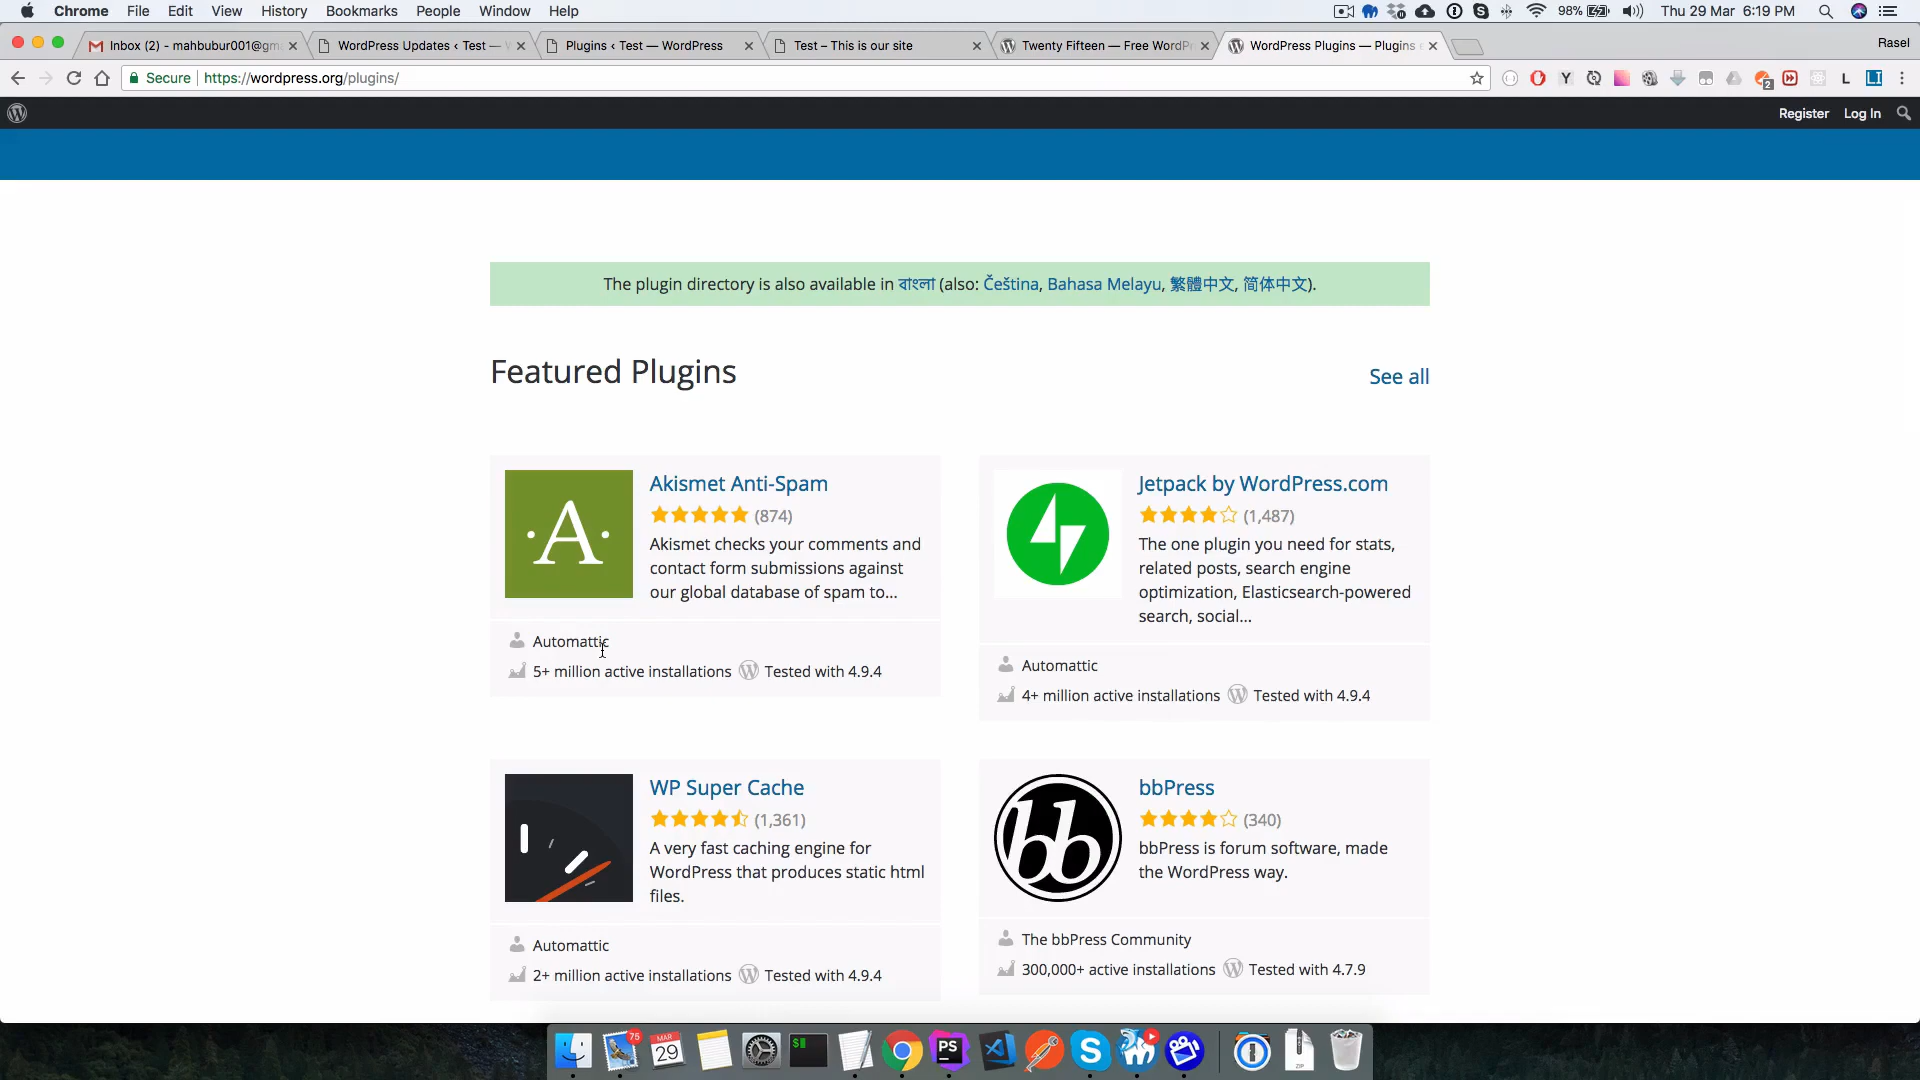 Chrome File Edit View History Bookmarks People Window Help 98% Thu 29 Mar 6:19 PM
Inbox (2) - mahbubur001@gm WordPress Updates ‹ Test — Plugins ‹ Test — WordPress Test – This is our site Twenty Fifteen — Free WordPr WordPress Plugins — Plugins Rasel
Secure https://wordpress.org/plugins/
Register Log In
The plugin directory is also available in বাংলা (also: Čeština, Bahasa Melayu, 繁體中文, 简体中文).
Featured Plugins
See all
Akismet Anti-Spam
(874)
Akismet checks your comments and
contact form submissions against
our global database of spam to...
Automattic
5+ million active installations Tested with 4.9.4
Jetpack by WordPress.com
(1,487)
The one plugin you need for stats,
related posts, search engine
optimization, Elasticsearch-powered
search, social...
Automattic
4+ million active installations Tested with 4.9.4
WP Super Cache
(1,361)
A very fast caching engine for
WordPress that produces static html
files.
Automattic
2+ million active installations Tested with 4.9.4
bbPress
(340)
bbPress is forum software, made
the WordPress way.
The bbPress Community
300,000+ active installations Tested with 4.7.9
75
MAR
29
PS
ZIP